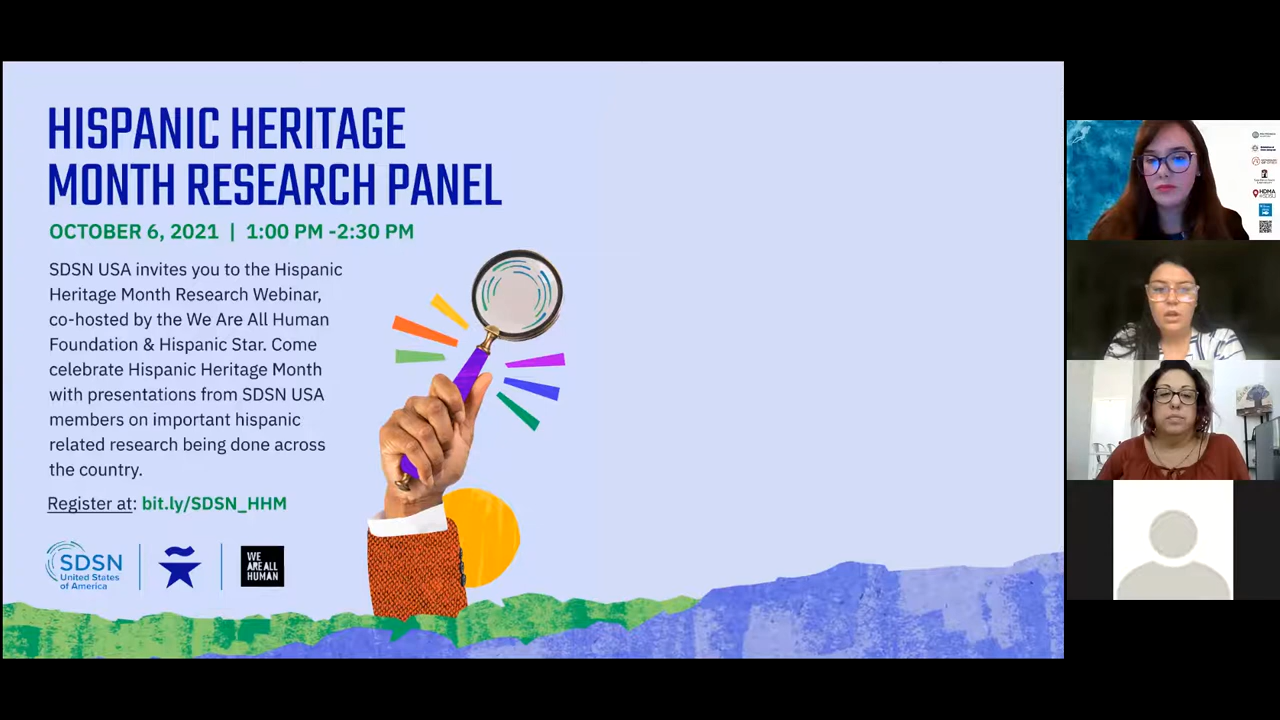 HISPANIC HERITAGE
MONTH RESEARCH PANEL
OCTOBER 6, 2021 | 1:00 PM -2:30 PM
SDSN USA invites you to the Hispanic
Heritage Month Research Webinar,
co-hosted by the We Are All Human
Foundation & Hispanic Star. Come
celebrate Hispanic Heritage Month
with presentations from SDSN USA
members on important hispanic
related research being done across
the country.
Register at: bit.ly/SDSN_HHM
SDSN
United States
of America
WE
ARE ALL
HUMAN
HDMA
@SDSU